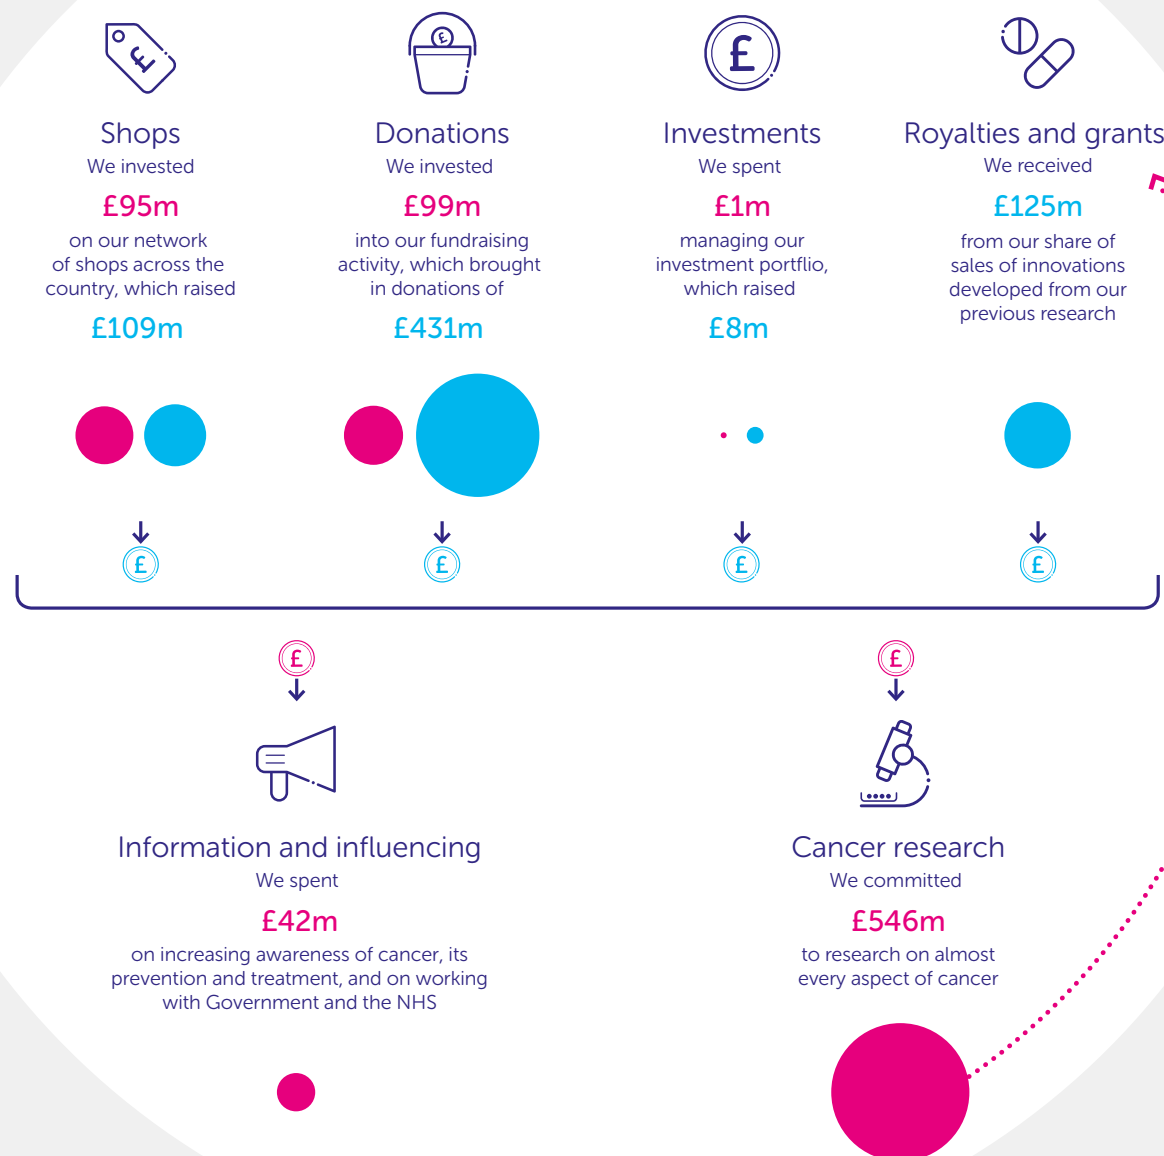 Shops
We invested
£95m
on our network
of shops across the
country, which raised
£109m
Donations
We invested
£99m
into our fundraising
activity, which brought
in donations of
£431m
Investments
We spent
£1m
managing our
investment portflio,
which raised
£8m
Royalties and grants
We received
£125m
from our share of
sales of innovations
developed from our
previous research
£
£
£
£
£
£
Information and influencing
We spent
£42m
on increasing awareness of cancer, its
prevention and treatment, and on working
with Government and the NHS
Cancer research
We committed
£546m
to research on almost
every aspect of cancer